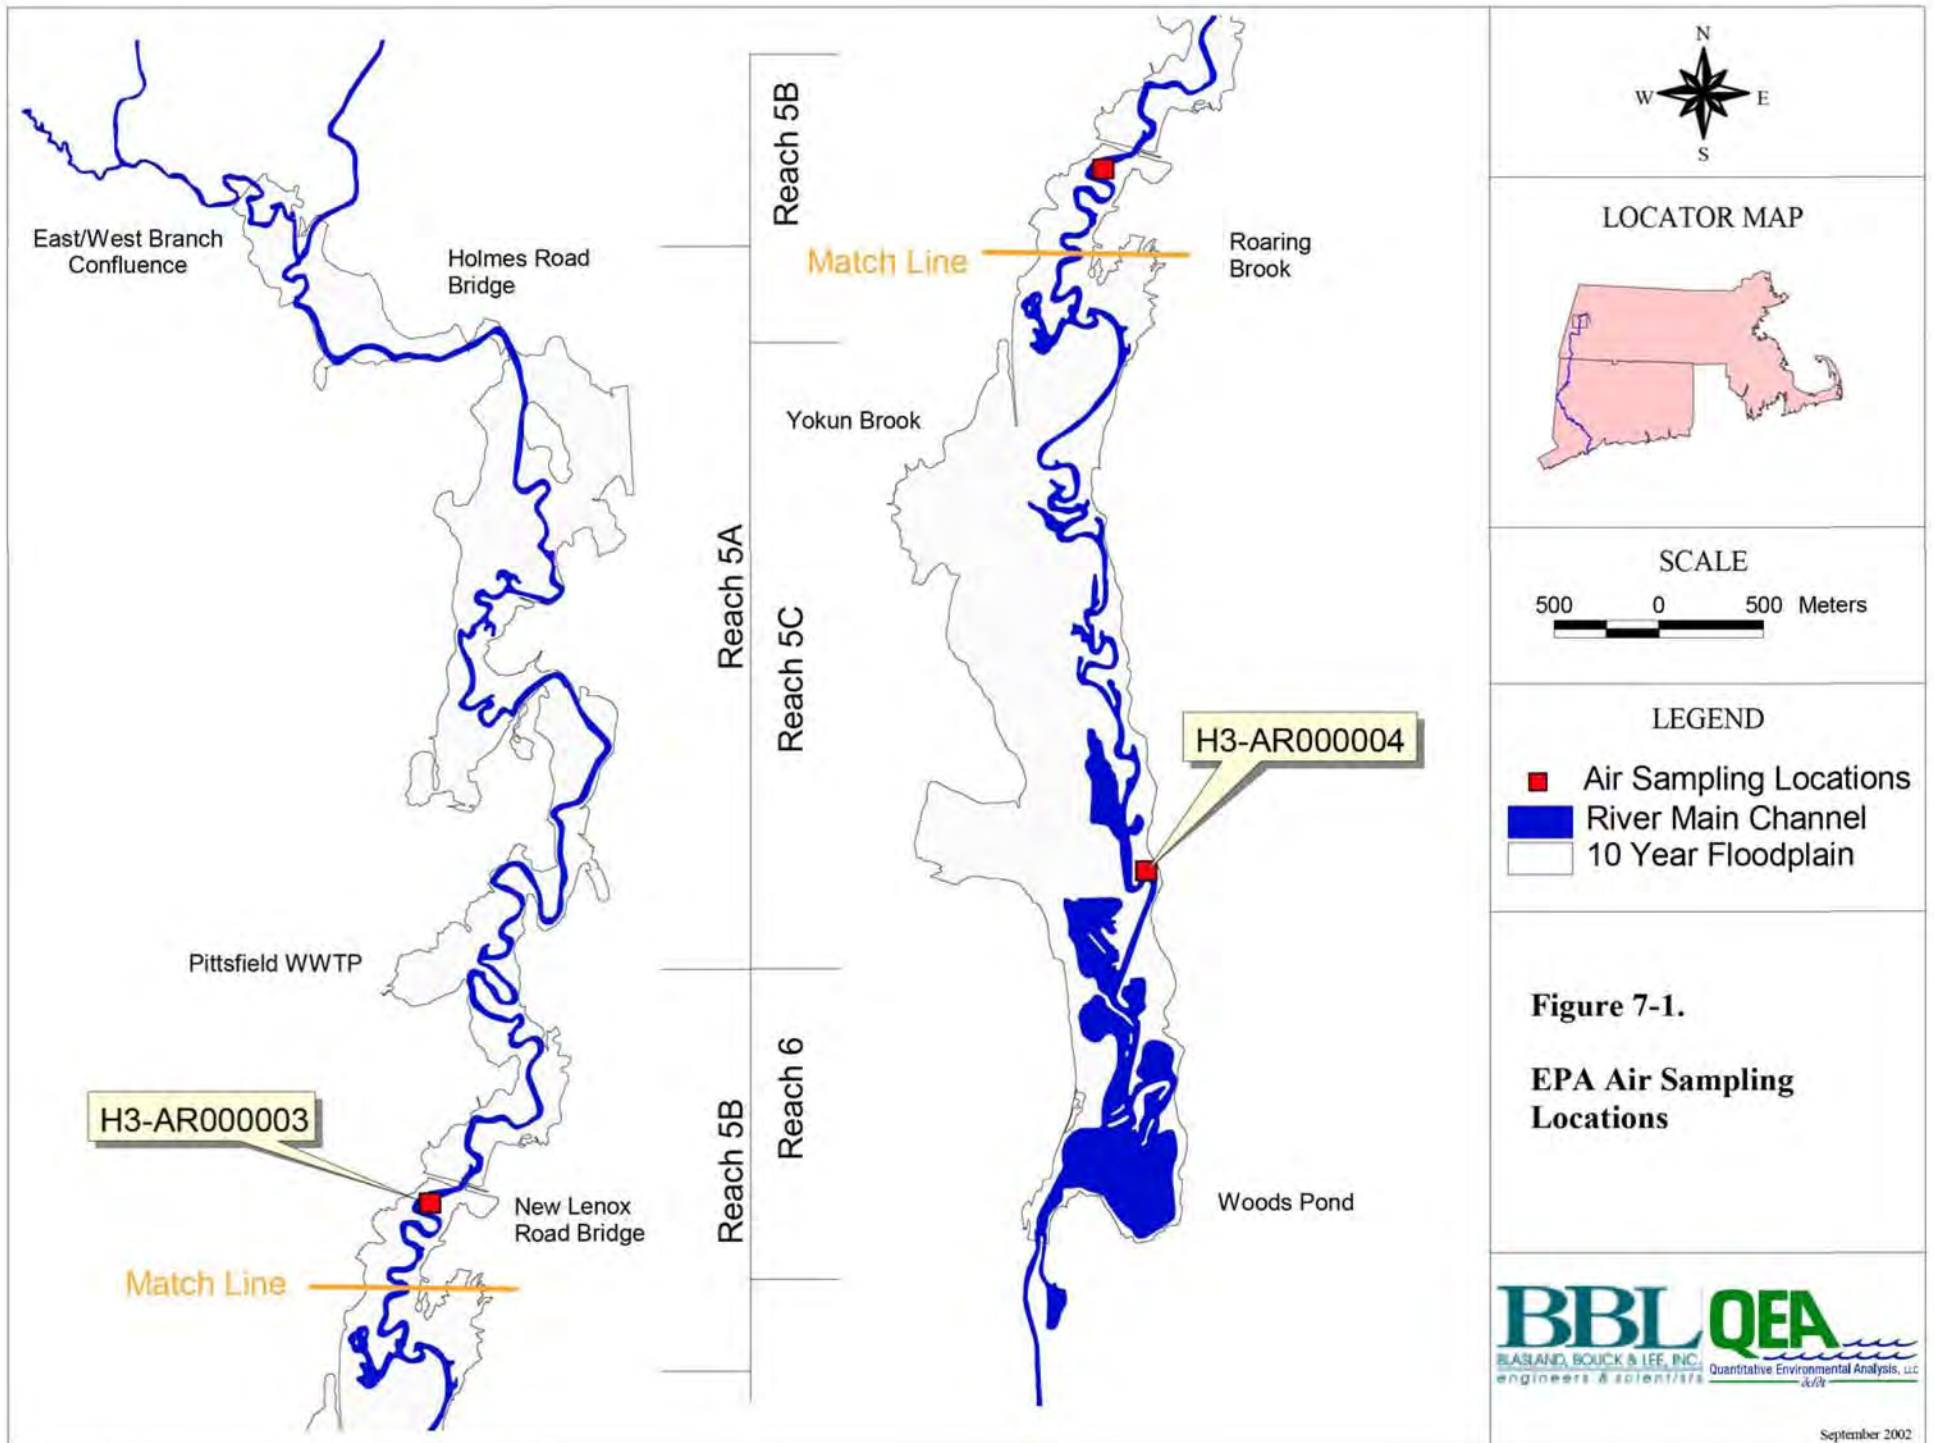 East/West Branch
Confluence
Holmes Road
Bridge
Pittsfield WWTP
H3-AR000003
New Lenox
Road Bridge
Match Line
Reach 5A
Reach 5B
Reach 5B
Reach 5C
Reach 6
Match Line
Roaring
Brook
Yokun Brook
H3-AR000004
Woods Pond
N
W
E
S
LOCATOR MAP
SCALE
500 0 500 Meters
LEGEND
Air Sampling Locations
River Main Channel
10 Year Floodplain
Figure 7-1.
EPA Air Sampling
Locations
BBL
BLASLAND, BOUCK & LEE, INC.
engineers & scientists
QEA
Quantitative Environmental Analysis, LLC
September 2002